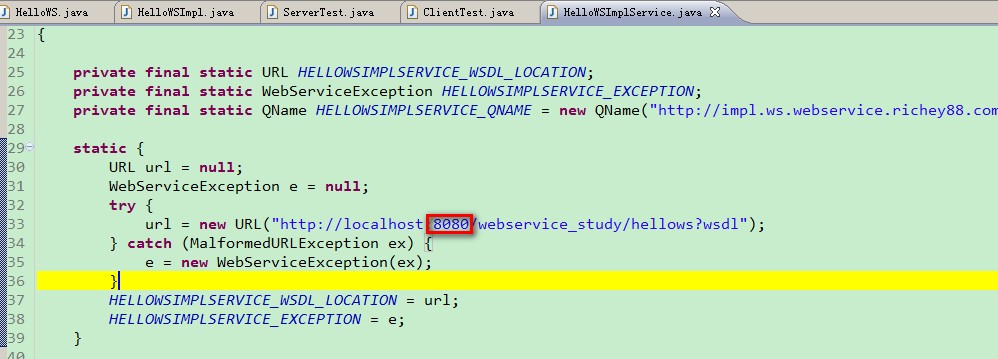 HelloWS.java HelloWSImpl.java ServerTest.java ClientTest.java HelloWSImplService.java
23 {
24
25 private final static URL HELLOWSIMPLSERVICE_WSDL_LOCATION;
26 private final static WebServiceException HELLOWSIMPLSERVICE_EXCEPTION;
27 private final static QName HELLOWSIMPLSERVICE_QNAME = new QName("http://impl.ws.webservice.richey88.com
28
29 static {
30 URL url = null;
31 WebServiceException e = null;
32 try {
33 url = new URL("http://localhost:8080/webservice_study/hellows?wsdl");
34 } catch (MalformedURLException ex) {
35 e = new WebServiceException(ex);
36 }
37 HELLOWSIMPLSERVICE_WSDL_LOCATION = url;
38 HELLOWSIMPLSERVICE_EXCEPTION = e;
39 }
40